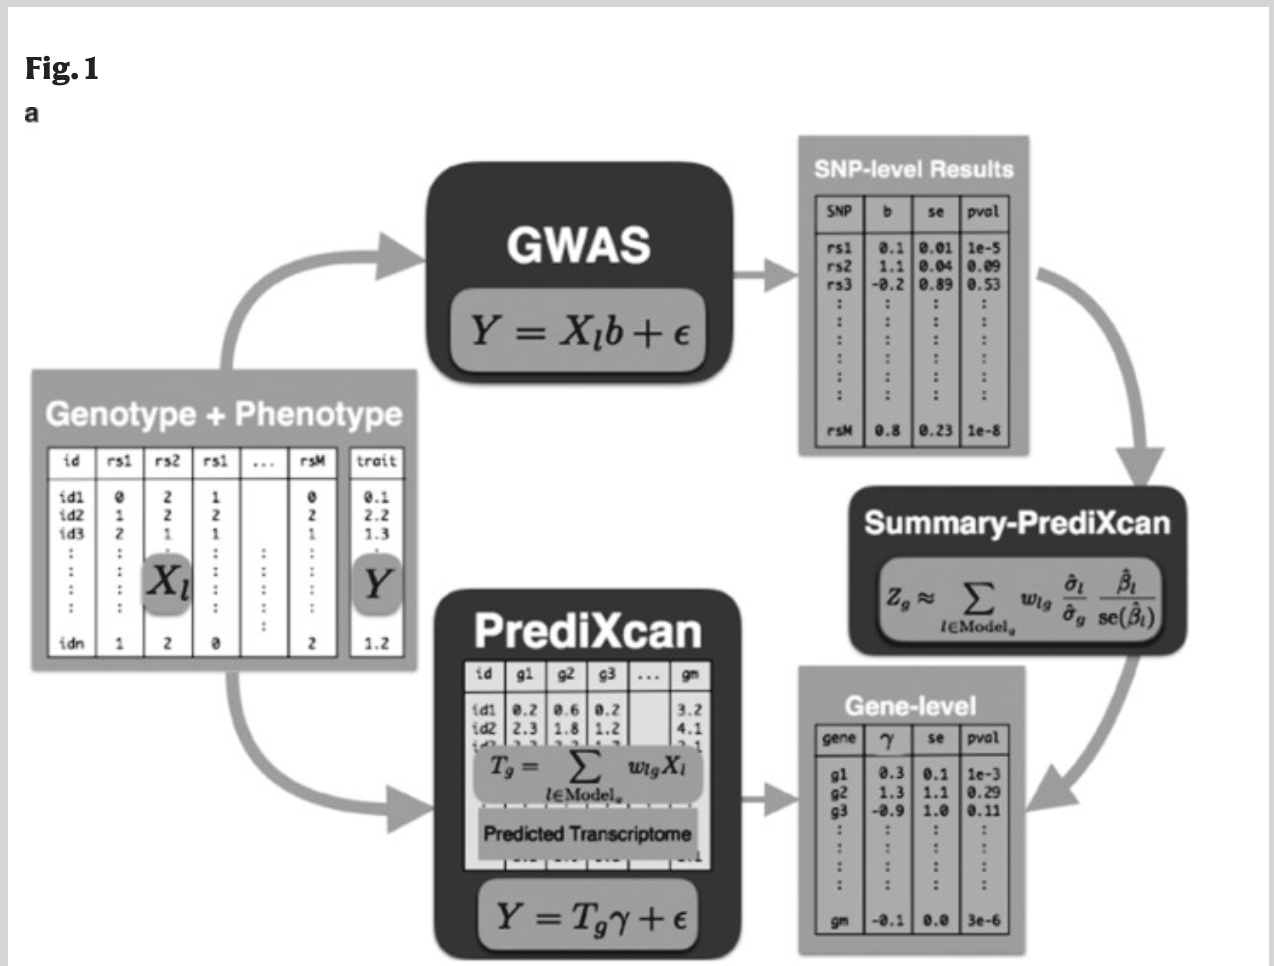 Fig. 1
a
GWAS
Y = X_l b + ϵ
SNP-level Results
SNP b se pval
rs1 0.1 0.01 1e-5
rs2 1.1 0.04 0.09
rs3 -0.2 0.89 0.53
rsM 0.8 0.23 1e-8
Genotype + Phenotype
id rs1 rs2 rs1 ... rsM trait
id1 0 2 1 0 0.1
id2 1 2 2 2 2.2
id3 2 1 1 1 1.3
X_l Y
idn 1 2 0 2 1.2
Summary-PrediXcan
Z_g ≈ ∑_{l∈Model_g} w_{lg} σ̂_l/σ̂_g β̂_l/se(β̂_l)
PrediXcan
id g1 g2 g3 ... gm
id1 0.2 0.6 0.2 3.2
id2 2.3 1.8 1.2 4.1
T_g = ∑_{l∈Model_g} w_{lg} X_l
Predicted Transcriptome
Y = T_g γ + ϵ
Gene-level
gene γ se pval
g1 0.3 0.1 1e-3
g2 1.3 1.1 0.29
g3 -0.9 1.0 0.11
gm -0.1 0.0 3e-6